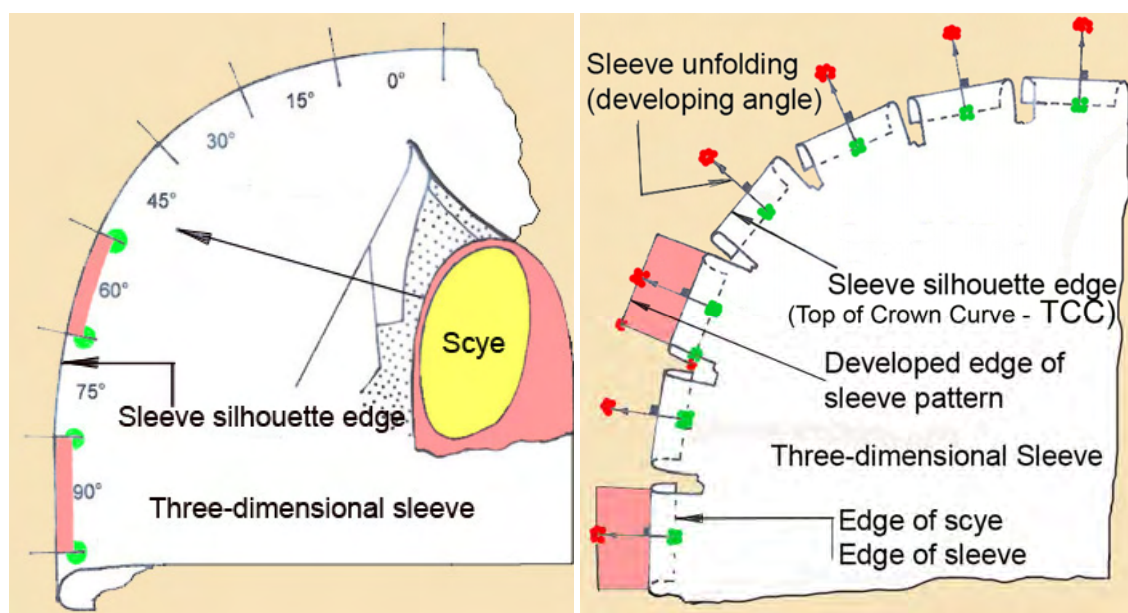 0°
15°
30°
45°
60°
75°
90°
Scye
Sleeve silhouette edge
Three-dimensional sleeve
Sleeve unfolding
(developing angle)
Sleeve silhouette edge
(Top of Crown Curve - TCC)
Developed edge of
sleeve pattern
Three-dimensional Sleeve
Edge of scye
Edge of sleeve